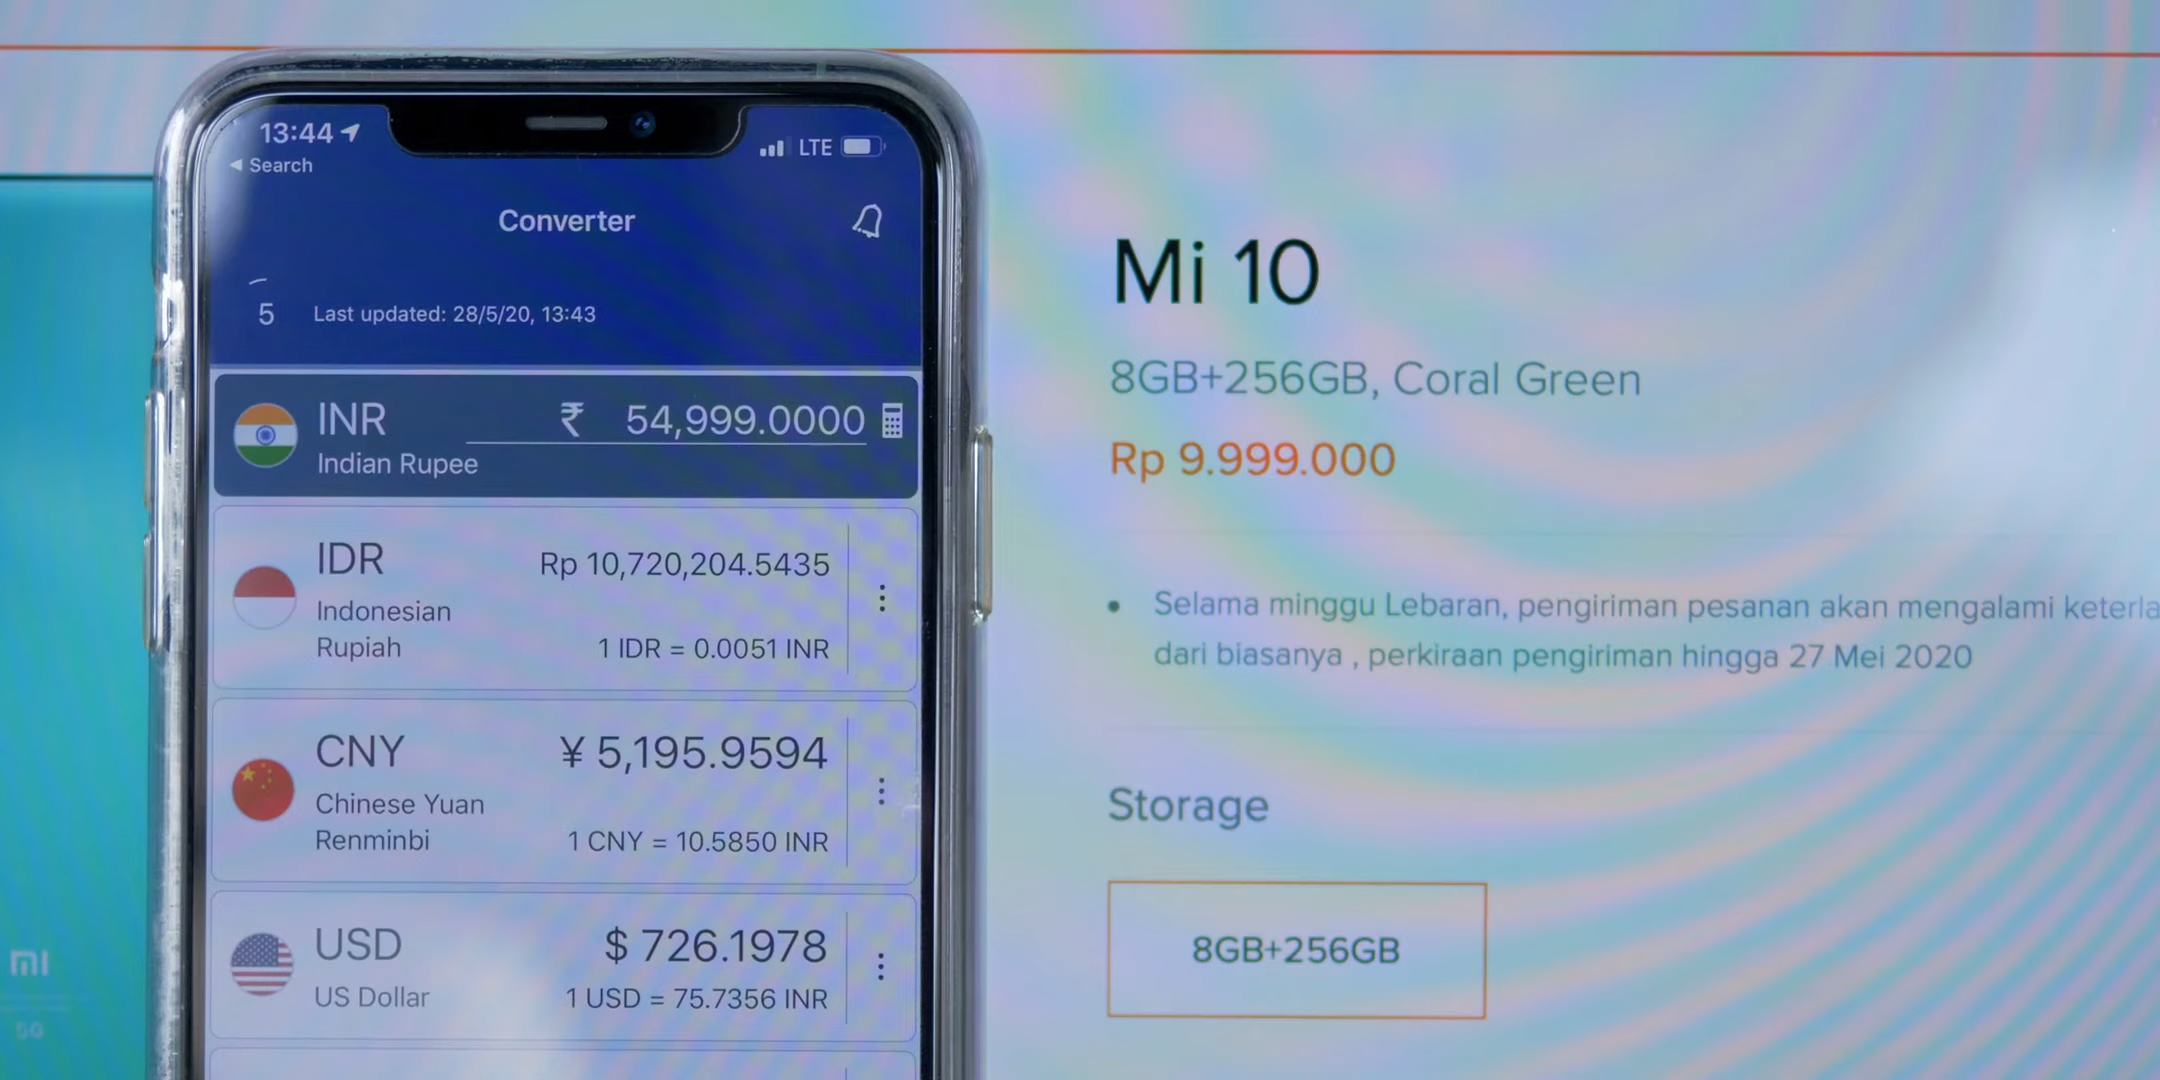 13:44
LTE
Search
Converter
5 Last updated: 28/5/20, 13:43
INR ₹ 54,999.0000
Indian Rupee
IDR Rp 10,720,204.5435
Indonesian
Rupiah 1 IDR = 0.0051 INR
CNY ¥ 5,195.9594
Chinese Yuan
Renminbi 1 CNY = 10.5850 INR
USD $ 726.1978
US Dollar 1 USD = 75.7356 INR
mi
5G
Mi 10
8GB+256GB, Coral Green
Rp 9.999.000
• Selama minggu Lebaran, pengiriman pesanan akan mengalami
dari biasanya , perkiraan pengiriman hingga 27 Mei 2020
Storage
8GB+256GB